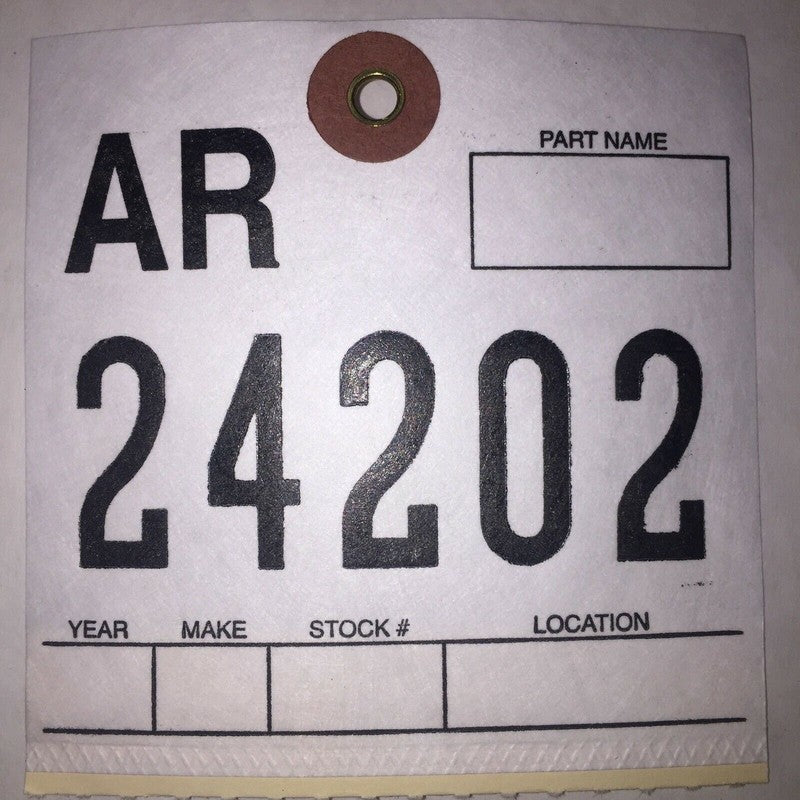 AR
PART NAME
24202
YEAR MAKE STOCK # LOCATION